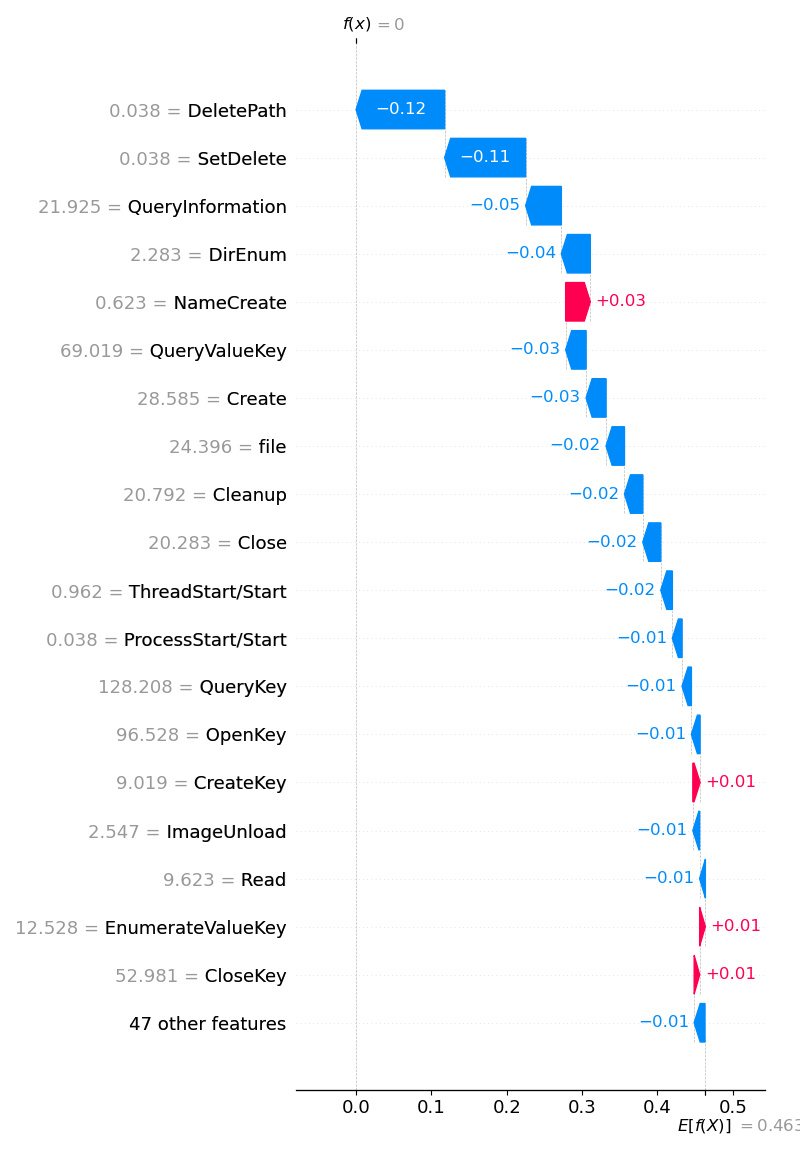 f(x) = 0
0.038 = DeletePath −0.12
0.038 = SetDelete −0.11
21.925 = QueryInformation −0.05
2.283 = DirEnum −0.04
0.623 = NameCreate +0.03
69.019 = QueryValueKey −0.03
28.585 = Create −0.03
24.396 = file −0.02
20.792 = Cleanup −0.02
20.283 = Close −0.02
0.962 = ThreadStart/Start −0.02
0.038 = ProcessStart/Start −0.01
128.208 = QueryKey −0.01
96.528 = OpenKey −0.01
9.019 = CreateKey +0.01
2.547 = ImageUnload −0.01
9.623 = Read −0.01
12.528 = EnumerateValueKey +0.01
52.981 = CloseKey +0.01
47 other features −0.01
0.0 0.1 0.2 0.3 0.4 0.5
E[f(X)] = 0.463